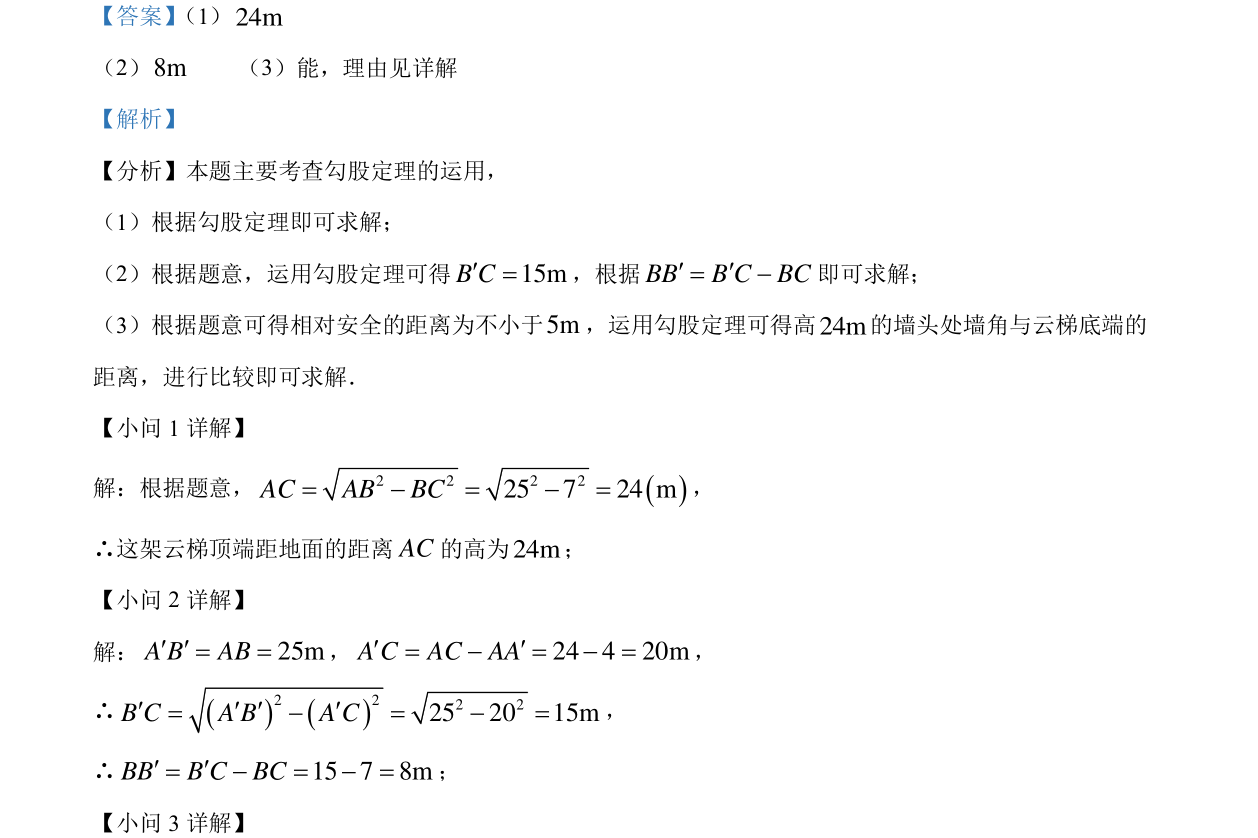 【答案】（1）24m
（2）8m （3）能，理由见详解
【解析】
【分析】本题主要考查勾股定理的运用，
（1）根据勾股定理即可求解；
（2）根据题意，运用勾股定理可得 B′C = 15m，根据 BB′ = B′C − BC 即可求解；
（3）根据题意可得相对安全的距离为不小于5m，运用勾股定理可得高24m的墙头处墙角与云梯底端的
距离，进行比较即可求解．
【小问 1 详解】
解：根据题意，AC = √(AB² − BC²) = √(25² − 7²) = 24(m)，
∴这架云梯顶端距地面的距离 AC 的高为24m；
【小问 2 详解】
解：A′B′ = AB = 25m，A′C = AC − AA′ = 24 − 4 = 20m，
∴ B′C = √((A′B′)² − (A′C)²) = √(25² − 20²) = 15m，
∴ BB′ = B′C − BC = 15 − 7 = 8m；
【小问 3 详解】